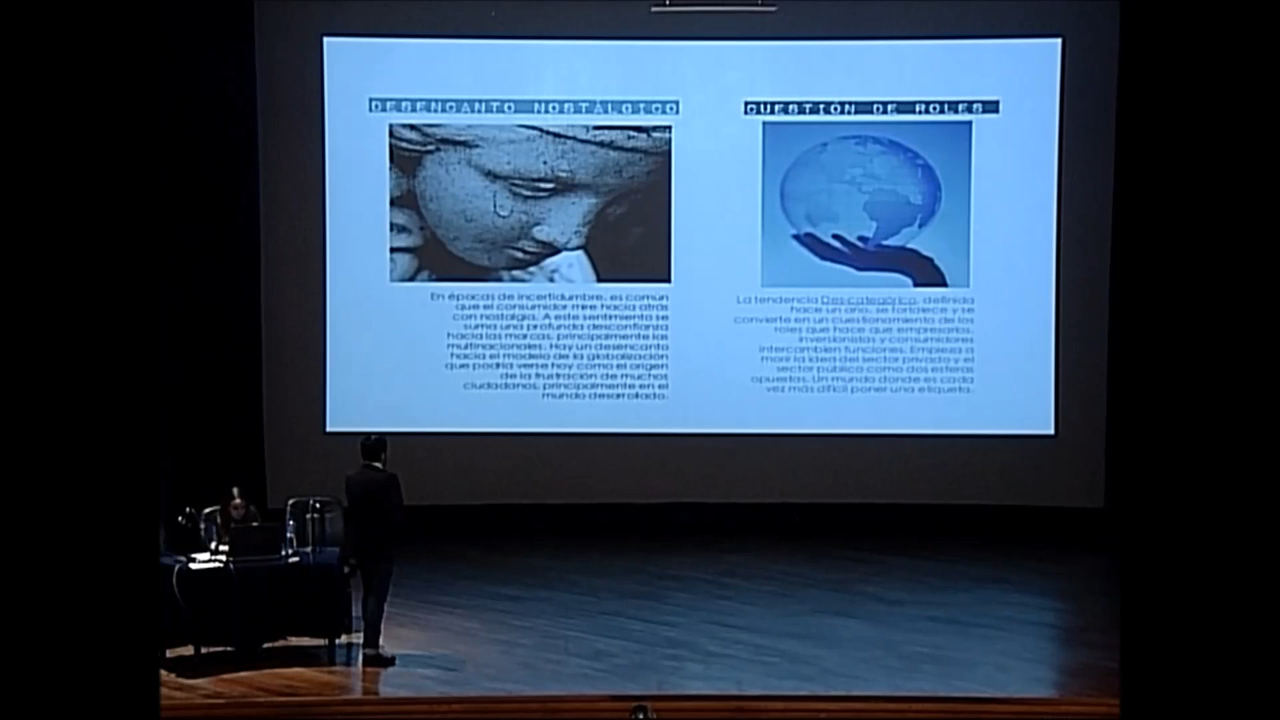 DESENCANTO NOSTÁLGICO
En épocas de incertidumbre, es común
que el consumidor mire hacia atrás
con nostalgia. A este sentimiento se
suma una profunda desconfianza
hacia las marcas, principalmente las
multinacionales. Hay un desencanto
hacia el modelo de la globalización
que podría verse hoy como el origen
de la frustración de muchos
ciudadanos, principalmente en el
mundo desarrollado.
CUESTIÓN DE ROLES
La tendencia Des-categórico, definida
hace un año, se fortalece y se
convierte en un cuestionamiento de los
roles que hace que empresarios,
inversionistas y consumidores
intercambien funciones. Empieza a
morir la idea del sector privado y el
sector público como dos esferas
opuestas. Un mundo donde es cada
vez más difícil poner una etiqueta.